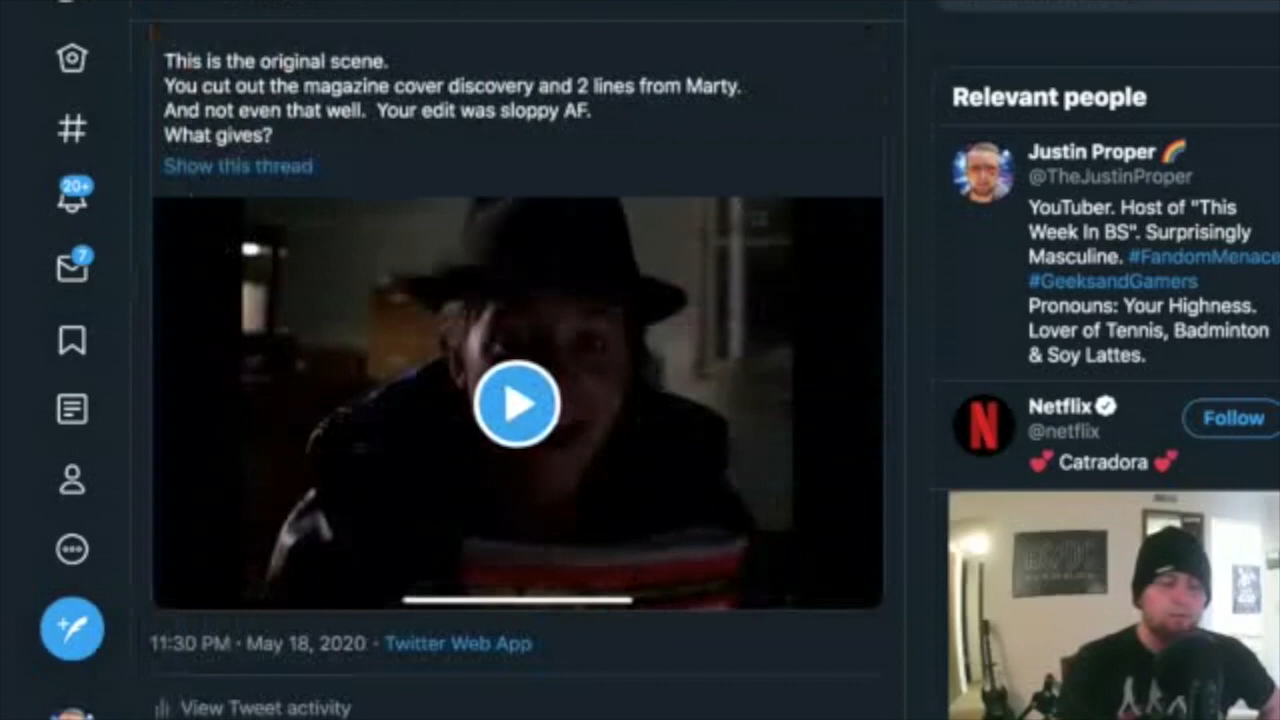 This is the original scene.
You cut out the magazine cover discovery and 2 lines from Marty.
And not even that well. Your edit was sloppy AF.
What gives?
Show this thread
20+
7
11:30 PM · May 18, 2020 · Twitter Web App
View Tweet activity
Relevant people
Justin Proper 🌈
@TheJustinProper
YouTuber. Host of "This
Week In BS". Surprisingly
Masculine. #FandomMenace
#GeeksandGamers
Pronouns: Your Highness.
Lover of Tennis, Badminton
& Soy Lattes.
N
Netflix
@netflix
Follow
💕 Catradora 💕
AC/DC